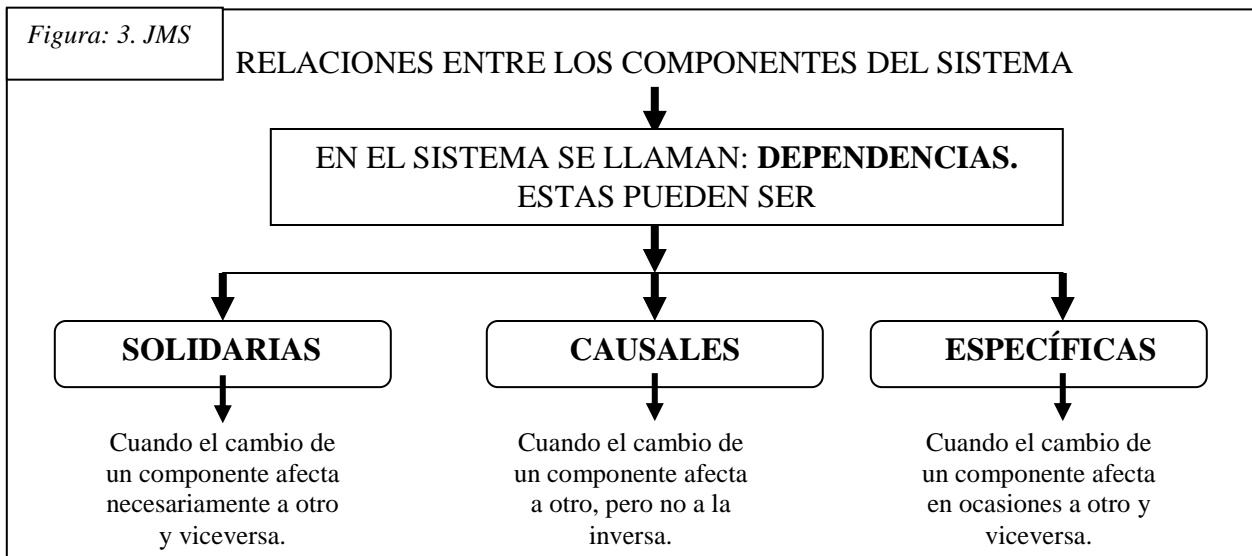 Figura: 3. JMS
RELACIONES ENTRE LOS COMPONENTES DEL SISTEMA
EN EL SISTEMA SE LLAMAN: DEPENDENCIAS.
ESTAS PUEDEN SER
SOLIDARIAS
Cuando el cambio de
un componente afecta
necesariamente a otro
y viceversa.
CAUSALES
Cuando el cambio de
un componente afecta
a otro, pero no a la
inversa.
ESPECÍFICAS
Cuando el cambio de
un componente afecta
en ocasiones a otro y
viceversa.